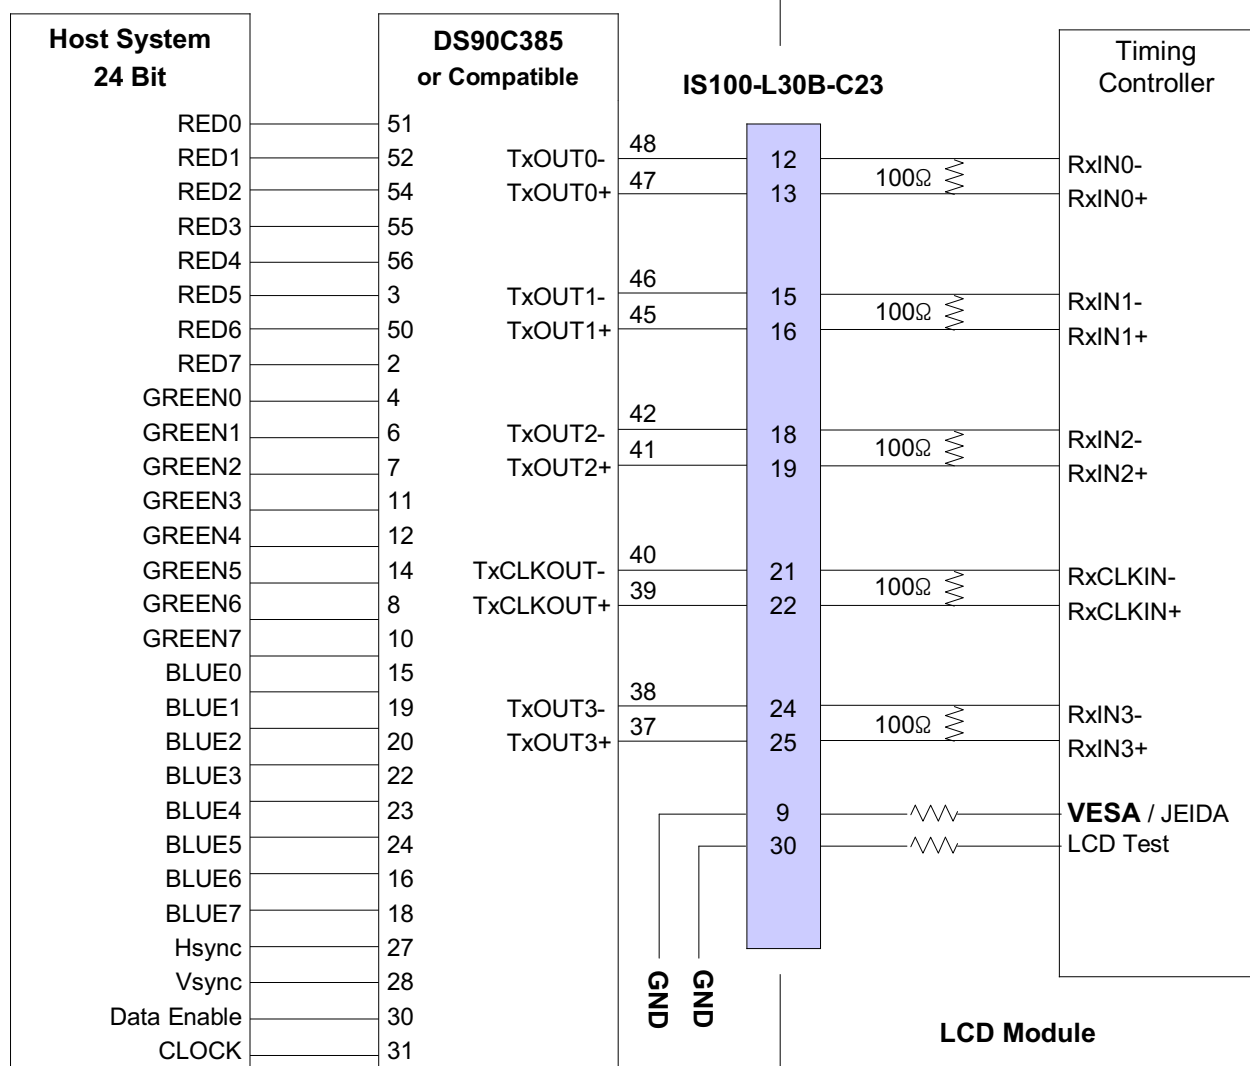 Host System
24 Bit
DS90C385
or Compatible
IS100-L30B-C23
Timing
Controller
RED0 51
RED1 52
RED2 54
RED3 55
RED4 56
RED5 3
RED6 50
RED7 2
GREEN0 4
GREEN1 6
GREEN2 7
GREEN3 11
GREEN4 12
GREEN5 14
GREEN6 8
GREEN7 10
BLUE0 15
BLUE1 19
BLUE2 20
BLUE3 22
BLUE4 23
BLUE5 24
BLUE6 16
BLUE7 18
Hsync 27
Vsync 28
Data Enable 30
CLOCK 31
TxOUT0- 48 12 RxIN0-
100Ω
TxOUT0+ 47 13 RxIN0+
TxOUT1- 46 15 RxIN1-
100Ω
TxOUT1+ 45 16 RxIN1+
TxOUT2- 42 18 RxIN2-
100Ω
TxOUT2+ 41 19 RxIN2+
TxCLKOUT- 40 21 RxCLKIN-
100Ω
TxCLKOUT+ 39 22 RxCLKIN+
TxOUT3- 38 24 RxIN3-
100Ω
TxOUT3+ 37 25 RxIN3+
9 VESA / JEIDA
30 LCD Test
GND
GND
LCD Module